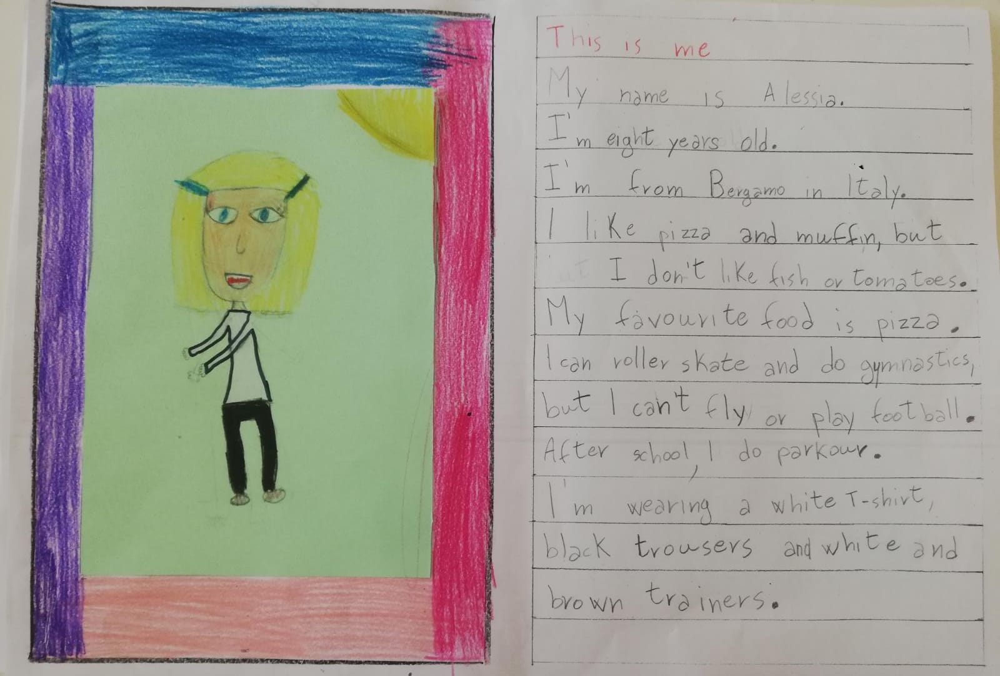 This is me
My name is Alessia.
I'm eight years old.
I'm from Bergamo in Italy.
I like pizza and muffin, but
I don't like fish or tomatoes.
My favourite food is pizza.
I can roller skate and do gymnastics,
but I can't fly or play football.
After school, I do parkour.
I'm wearing a white T-shirt,
black trousers and white and
brown trainers.